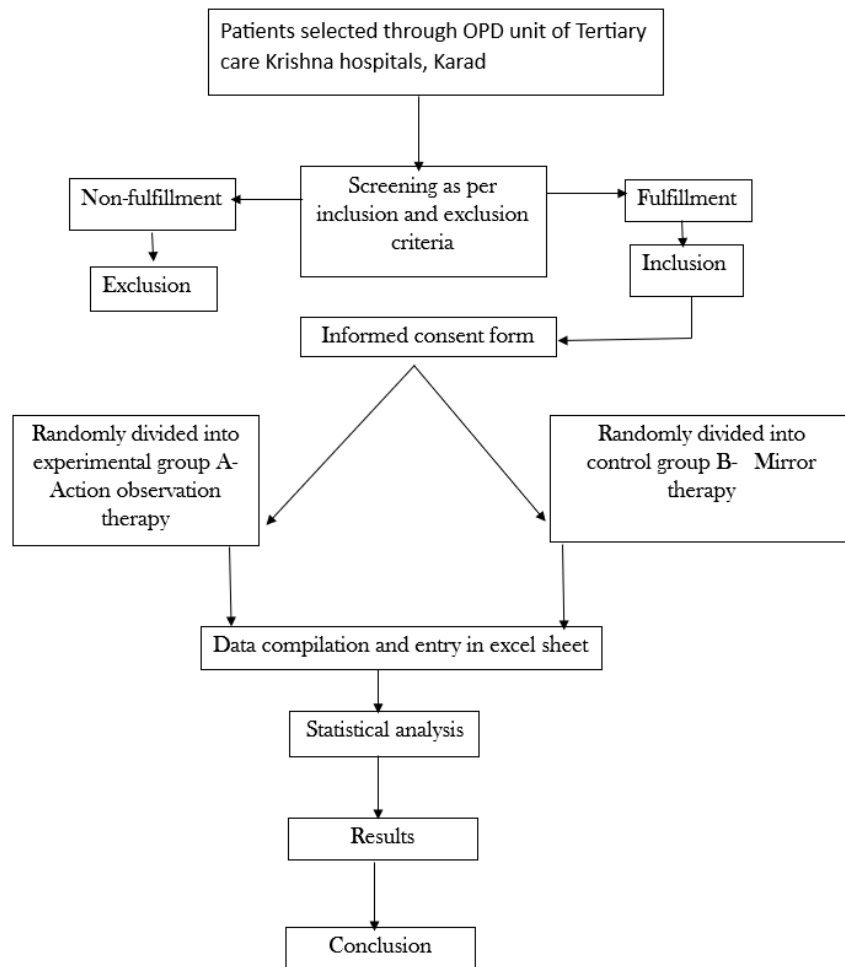 Patients selected through OPD unit of Tertiary
care Krishna hospitals, Karad
Non-fulfillment
Screening as per
inclusion and exclusion
criteria
Fulfillment
Exclusion
Inclusion
Informed consent form
Randomly divided into
experimental group A-
Action observation
therapy
Randomly divided into
control group B- Mirror
therapy
Data compilation and entry in excel sheet
Statistical analysis
Results
Conclusion